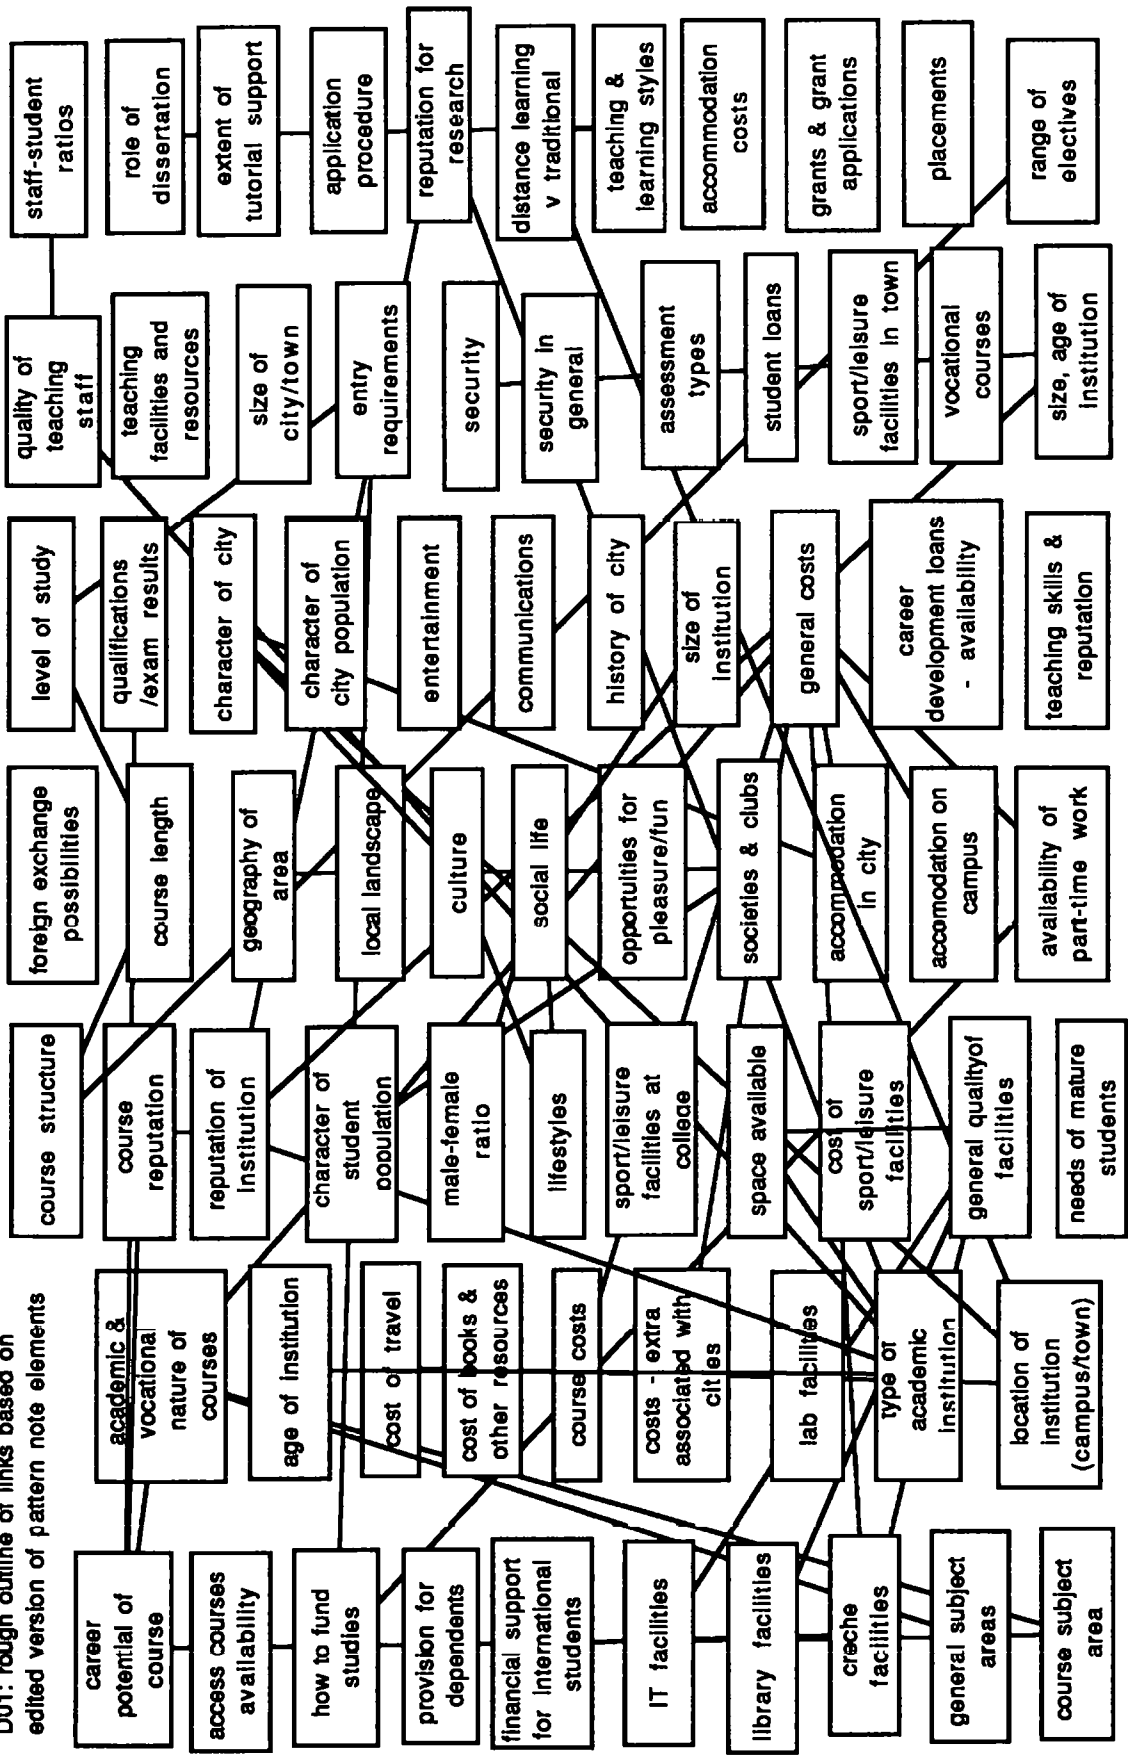 DU1: rough outline of links based on
edited version of pattern note elements
career
potential of
course
access courses
availability
how to fund
studies
provision for
dependents
financial support
for International
students
IT facilities
library facilities
creche
facilities
general subject
areas
course subject
area
academic &
vocational
nature of
courses
age of institution
cost of travel
cost of books &
other resources
course costs
costs - extra
associated with
cities
lab facilities
type of
academic
institution
location of
institution
(campus/town)
course structure
course
reputation
reputation of
institution
character of
student
population
male-female
ratio
lifestyles
sport/leisure
facilities at
college
space available
cost of
sport/leisure
facilities
general qualityof
facilities
needs of mature
students
foreign exchange
possibilities
course length
geography of
area
local landscape
culture
social life
opportuities for
pleasure/fun
societies & clubs
accommodation
in city
accomodation on
campus
availability of
part-time work
level of study
qualifications
/exam results
character of city
character of
city population
entertainment
communications
history of city
size of
institution
general costs
career
development loans
- availability
teaching skills &
reputation
quality of
teaching
staff
teaching
facilities and
resources
size of
city/town
entry
requirements
security
security in
general
assessment
types
student loans
sport/leisure
facilities in town
vocational
courses
size, age of
institution
staff-student
ratios
role of
dissertation
extent of
tutorial support
application
procedure
reputation for
research
distance learning
v traditional
teaching &
learning styles
accommodation
costs
grants & grant
applications
placements
range of
electives